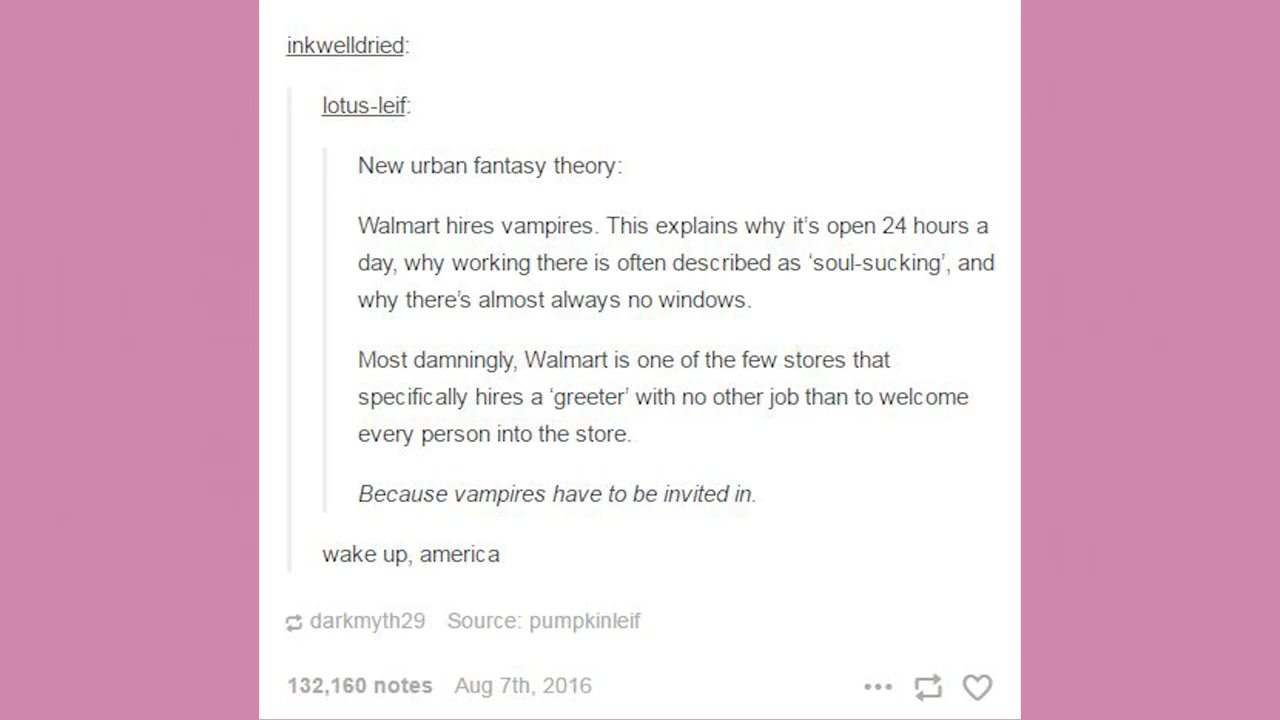 inkwelldried:
lotus-leif:
New urban fantasy theory:
Walmart hires vampires. This explains why it's open 24 hours a
day, why working there is often described as 'soul-sucking', and
why there's almost always no windows.
Most damningly, Walmart is one of the few stores that
specifically hires a 'greeter' with no other job than to welcome
every person into the store.
Because vampires have to be invited in.
wake up, america
darkmyth29 Source: pumpkinleif
132,160 notes Aug 7th, 2016